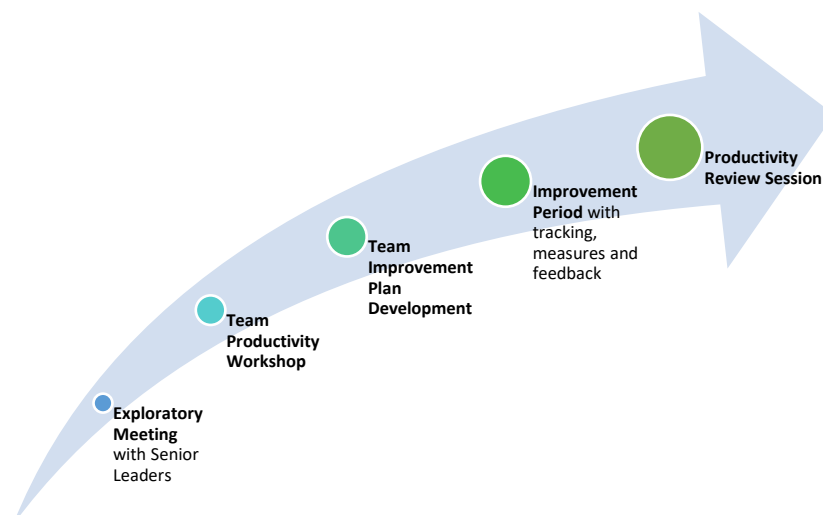 Exploratory
Meeting
with Senior
Leaders
Team
Productivity
Workshop
Team
Improvement
Plan
Development
Improvement
Period with
tracking,
measures and
feedback
Productivity
Review Session